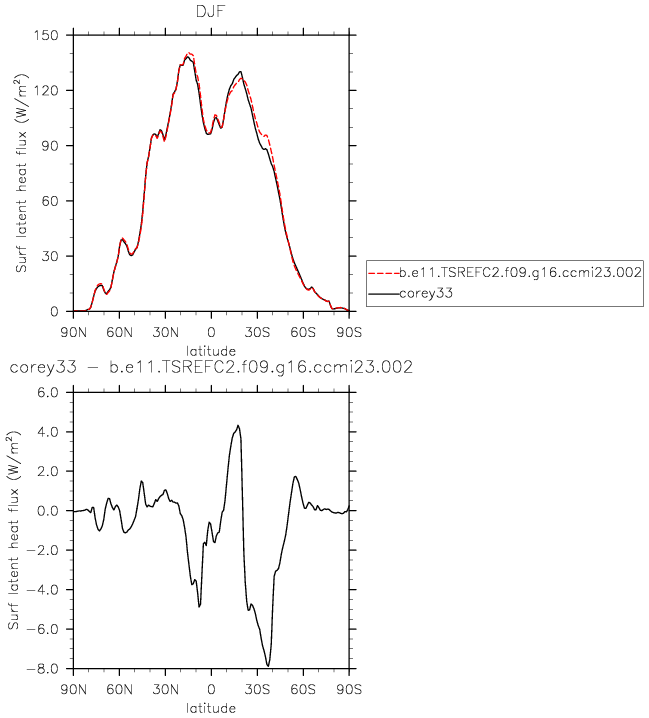 DJF
Surf latent heat flux (W/m²)
150
120
90
60
30
0
90N 60N 30N 0 30S 60S 90S
latitude
b.e11.TSREFC2.f09.g16.ccmi23.002
corey33
corey33 − b.e11.TSREFC2.f09.g16.ccmi23.002
Surf latent heat flux (W/m²)
6.0
4.0
2.0
0.0
−2.0
−4.0
−6.0
−8.0
90N 60N 30N 0 30S 60S 90S
latitude